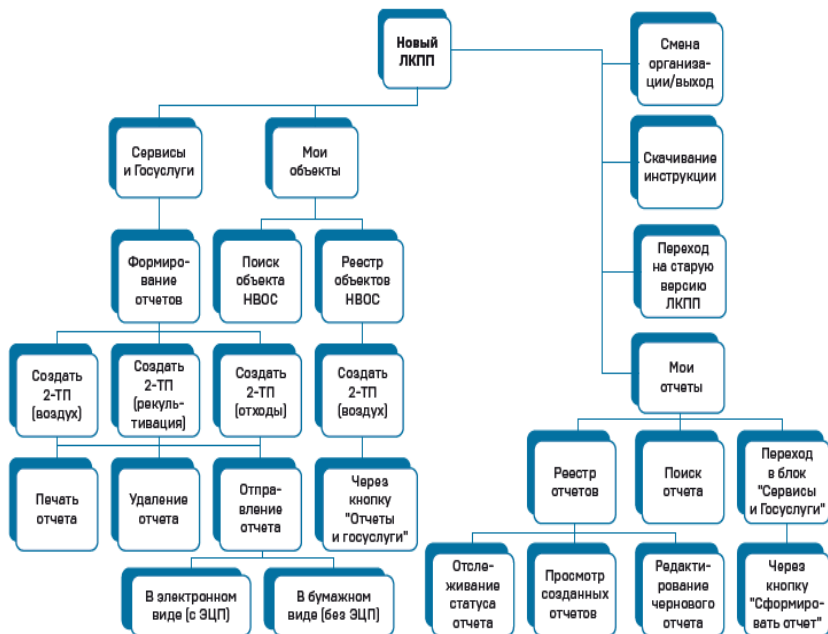 Новый
ЛКПП
Смена
организа-
ции/выход
Сервисы
и Госуслуги
Мои
объекты
Скачивание
инструкции
Формиро-
вание
отчетов
Поиск
объекта
НВОС
Реестр
объектов
НВОС
Переход
на старую
версию
ЛКПП
Создать
2-ТП
(воздух)
Создать
2-ТП
(рекуль-
тивация)
Создать
2-ТП
(отходы)
Создать
2-ТП
(воздух)
Мои
отчеты
Печать
отчета
Удаление
отчета
Отпра-
вление
отчета
Через
кнопку
"Отчеты
и госуслуги"
Реестр
отчетов
Поиск
отчета
Переход
в блок
"Сервисы
и Госуслуги"
В электронном
виде (с ЭЦП)
В бумажном
виде (без ЭЦП)
Отсле-
живание
статуса
отчета
Просмотр
созданных
отчетов
Редакти-
рование
чернового
отчета
Через
кнопку
"Сформиро-
вать отчет"